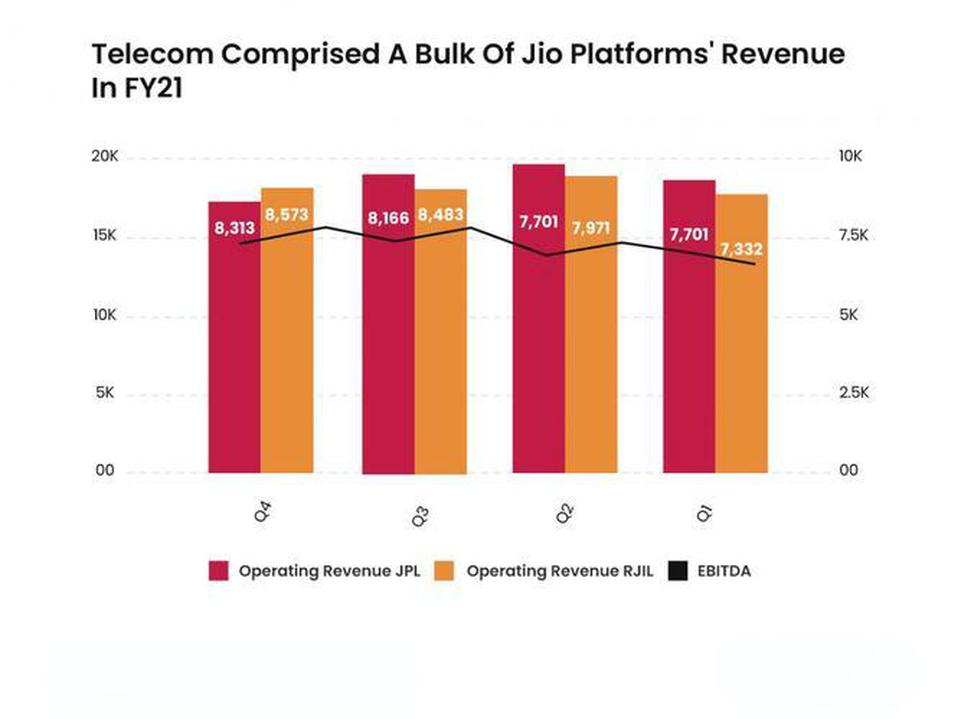 Telecom Comprised A Bulk Of Jio Platforms' Revenue
In FY21
20K
10K
8,313
8,573
8,166
8,483
7,701
7,971
7,701
7,332
15K
7.5K
10K
5K
5K
2.5K
00
00
Q4
Q3
Q2
Q1
Operating Revenue JPL
Operating Revenue RJIL
EBITDA